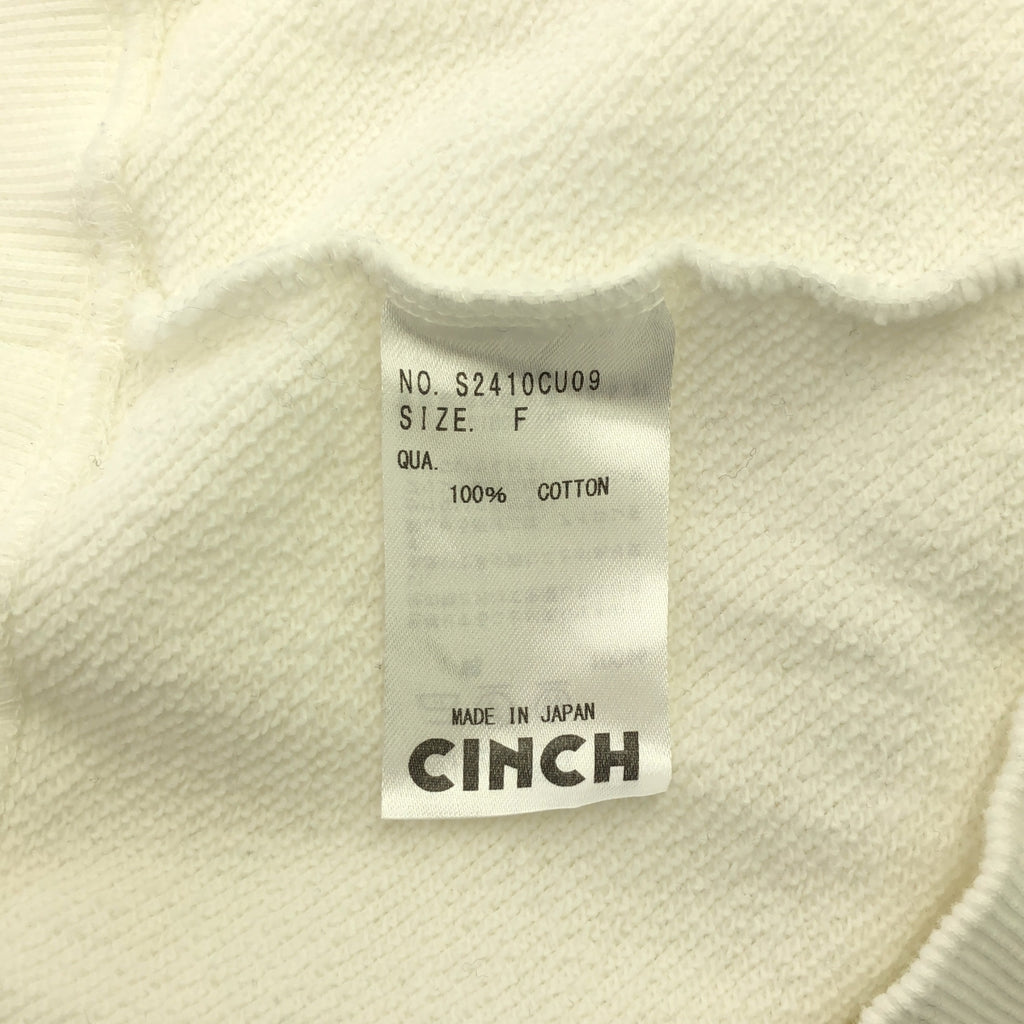 NO. S2410CU09
SIZE. F
QUA.
100% COTTON
MADE IN JAPAN
CINCH